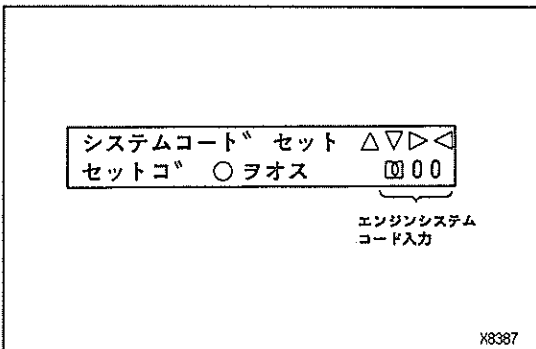 システムコード゛ セット △▽▷◁
セットゴ゛ ○ヲオス 000
エンジンシステム
コード入力
X8387